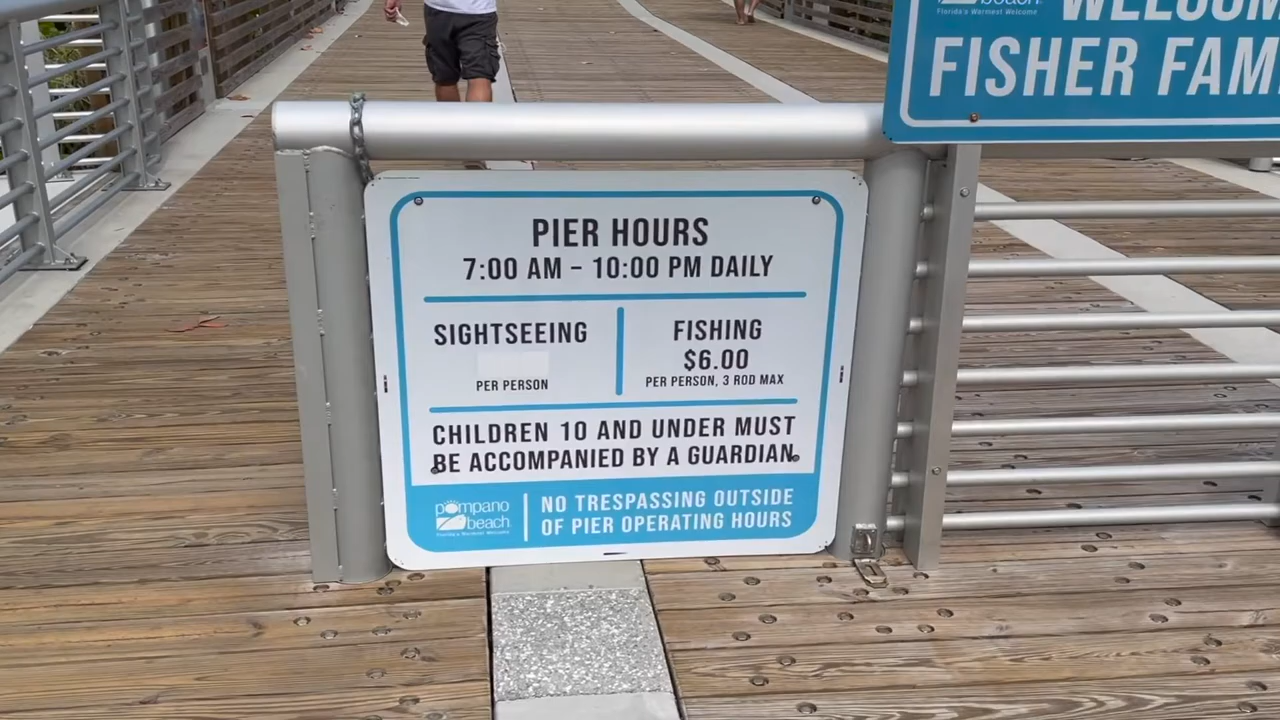 beach
Florida's Warmest Welcome
FISHER FAM
PIER HOURS
7:00 AM - 10:00 PM DAILY
SIGHTSEEING
PER PERSON
FISHING
$6.00
PER PERSON, 3 ROD MAX
CHILDREN 10 AND UNDER MUST
BE ACCOMPANIED BY A GUARDIAN.
pompano
beach
Florida's Warmest Welcome
NO TRESPASSING OUTSIDE
OF PIER OPERATING HOURS